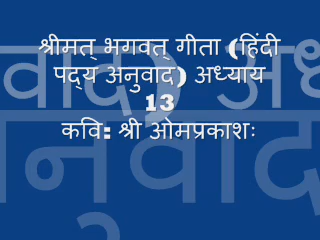 श्रीमत् भगवत् गीता (हिंदी
पद्य अनुवाद) अध्याय
13
कवि: श्री ओमप्रकाशः